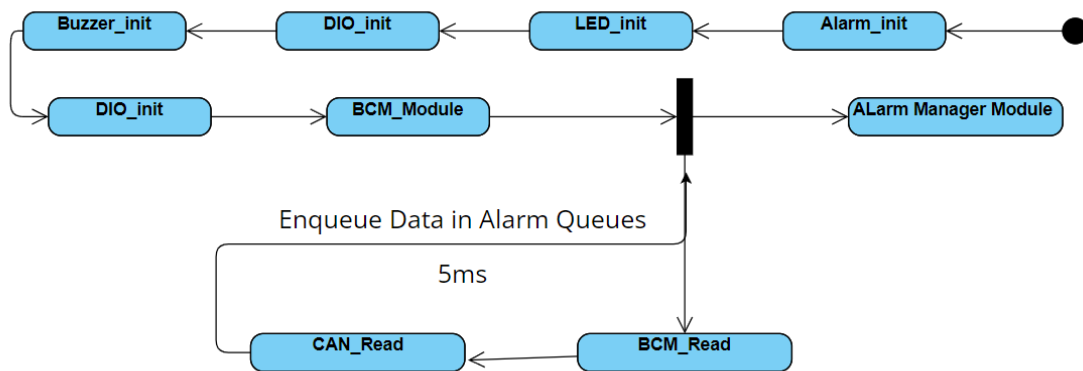 Buzzer_init
DIO_init
LED_init
Alarm_init
DIO_init
BCM_Module
ALarm Manager Module
Enqueue Data in Alarm Queues
5ms
CAN_Read
BCM_Read